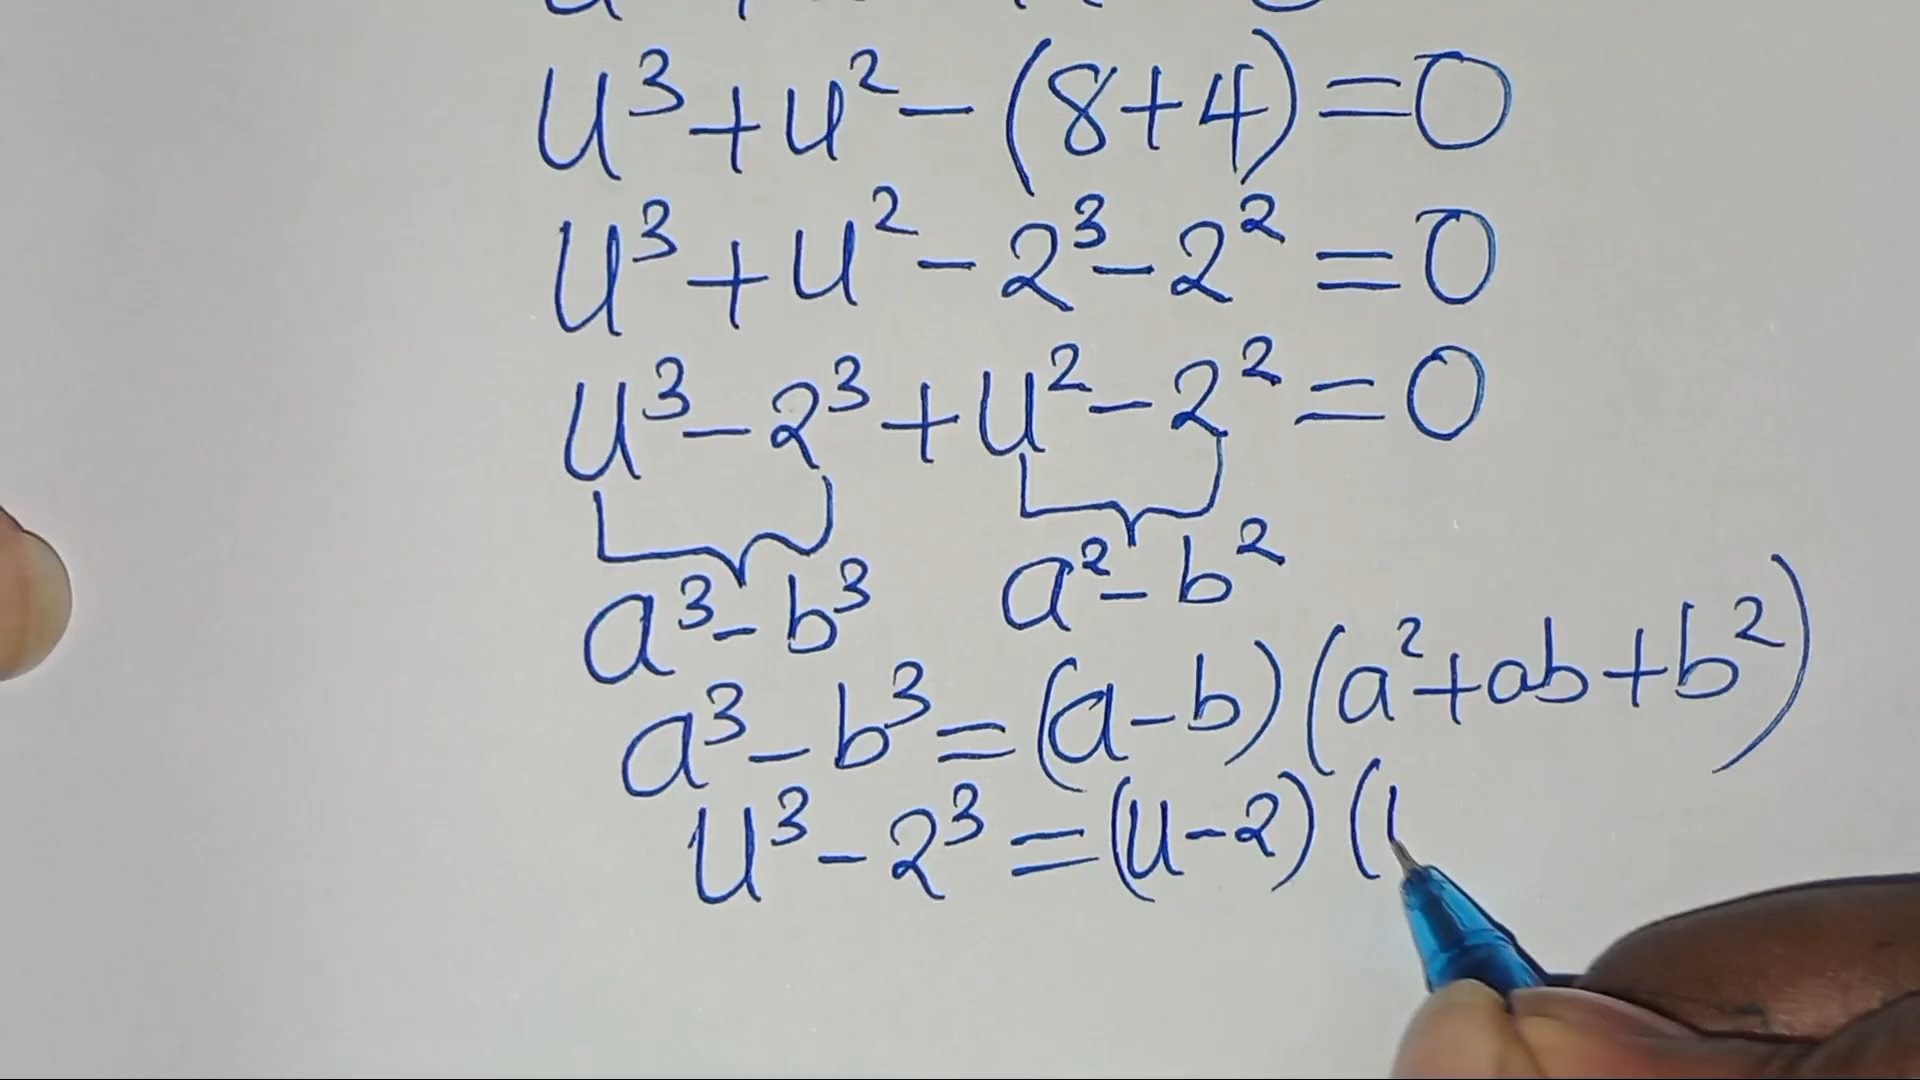 u³+u²-(8+4)=0
u³+u²-2³-2²=0
u³-2³+u²-2²=0
a³-b³ a²-b²
a³-b³=(a-b)(a²+ab+b²)
u³-2³=(u-2)(